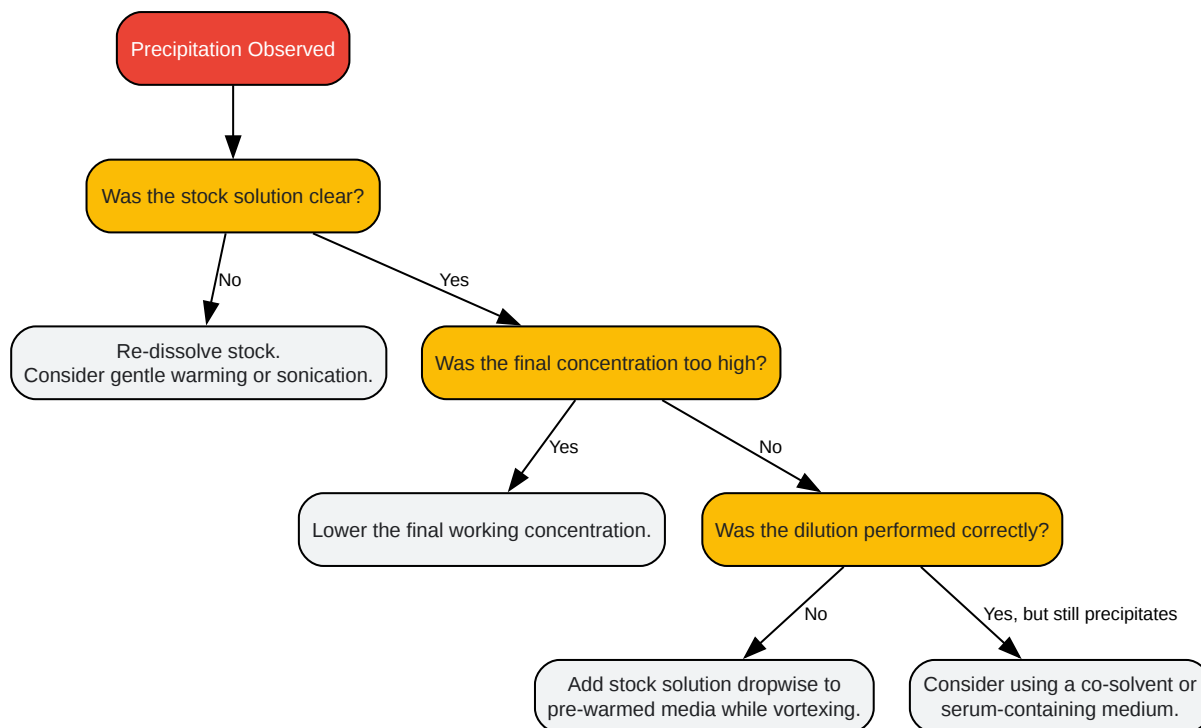 Precipitation Observed
Was the stock solution clear?
No
Yes
Re-dissolve stock.
Consider gentle warming or sonication.
Was the final concentration too high?
Yes
No
Lower the final working concentration.
Was the dilution performed correctly?
No
Yes, but still precipitates
Add stock solution dropwise to
pre-warmed media while vortexing.
Consider using a co-solvent or
serum-containing medium.